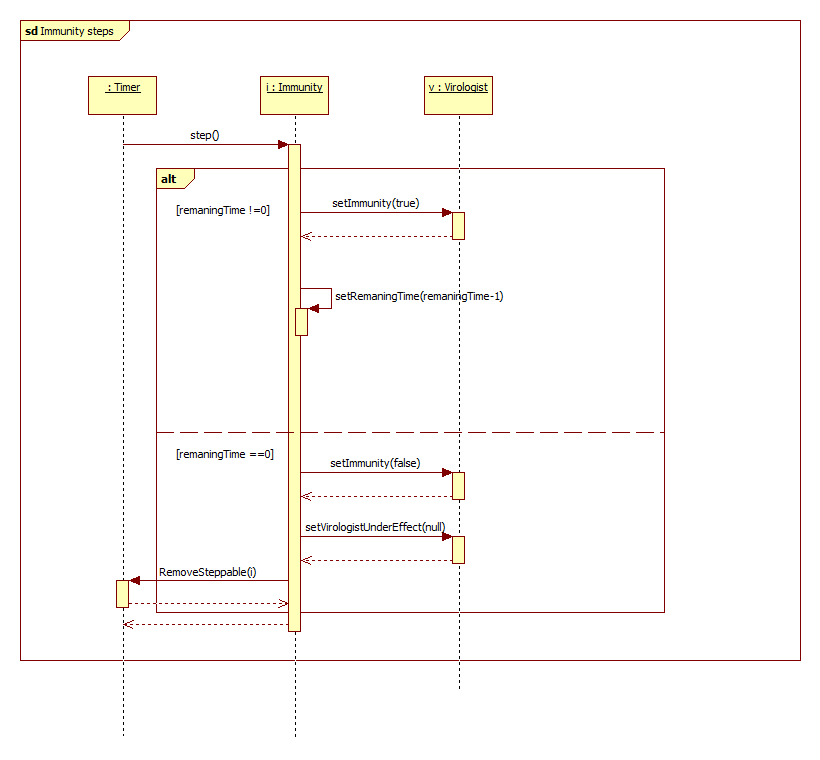 sd Immunity steps
: Timer
i : Immunity
v : Virologist
step()
alt
[remaningTime !=0]
setImmunity(true)
setRemaningTime(remaningTime-1)
[remaningTime ==0]
setImmunity(false)
setVirologistUnderEffect(null)
RemoveSteppable(i)